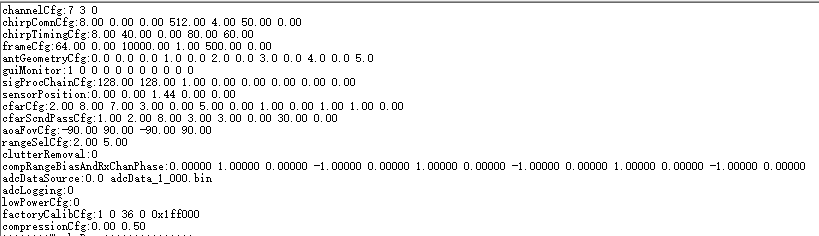 channelCfg:7 3 0
chirpComnCfg:8.00 0.00 0.00 512.00 4.00 50.00 0.00
chirpTimingCfg:8.00 40.00 0.00 80.00 60.00
frameCfg:64.00 0.00 10000.00 1.00 500.00 0.00
antGeometryCfg:0.0 0.0 0.0 1.0 0.0 2.0 0.0 3.0 0.0 4.0 0.0 5.0
guiMonitor:1 0 0 0 0 0 0 0 0 0 0
sigProcChainCfg:128.00 128.00 1.00 0.00 0.00 0.00 0.00 0.00
sensorPosition:0.00 0.00 1.44 0.00 0.00
cfarCfg:2.00 8.00 7.00 3.00 0.00 5.00 0.00 1.00 0.00 1.00 1.00 0.00
cfarScndPassCfg:1.00 2.00 8.00 3.00 3.00 0.00 30.00 0.00
aoaFovCfg:-90.00 90.00 -90.00 90.00
rangeSelCfg:2.00 5.00
clutterRemoval:0
compRangeBiasAndRxChanPhase:0.00000 1.00000 0.00000 -1.00000 0.00000 1.00000 0.00000 -1.00000 0.00000 1.00000 0.00000 -1.00000 0.00000
adcDataSource:0.0 adcData_1_000.bin
adcLogging:0
lowPowerCfg:0
factoryCalibCfg:1 0 36 0 0x1ff000
compressionCfg:0.00 0.50